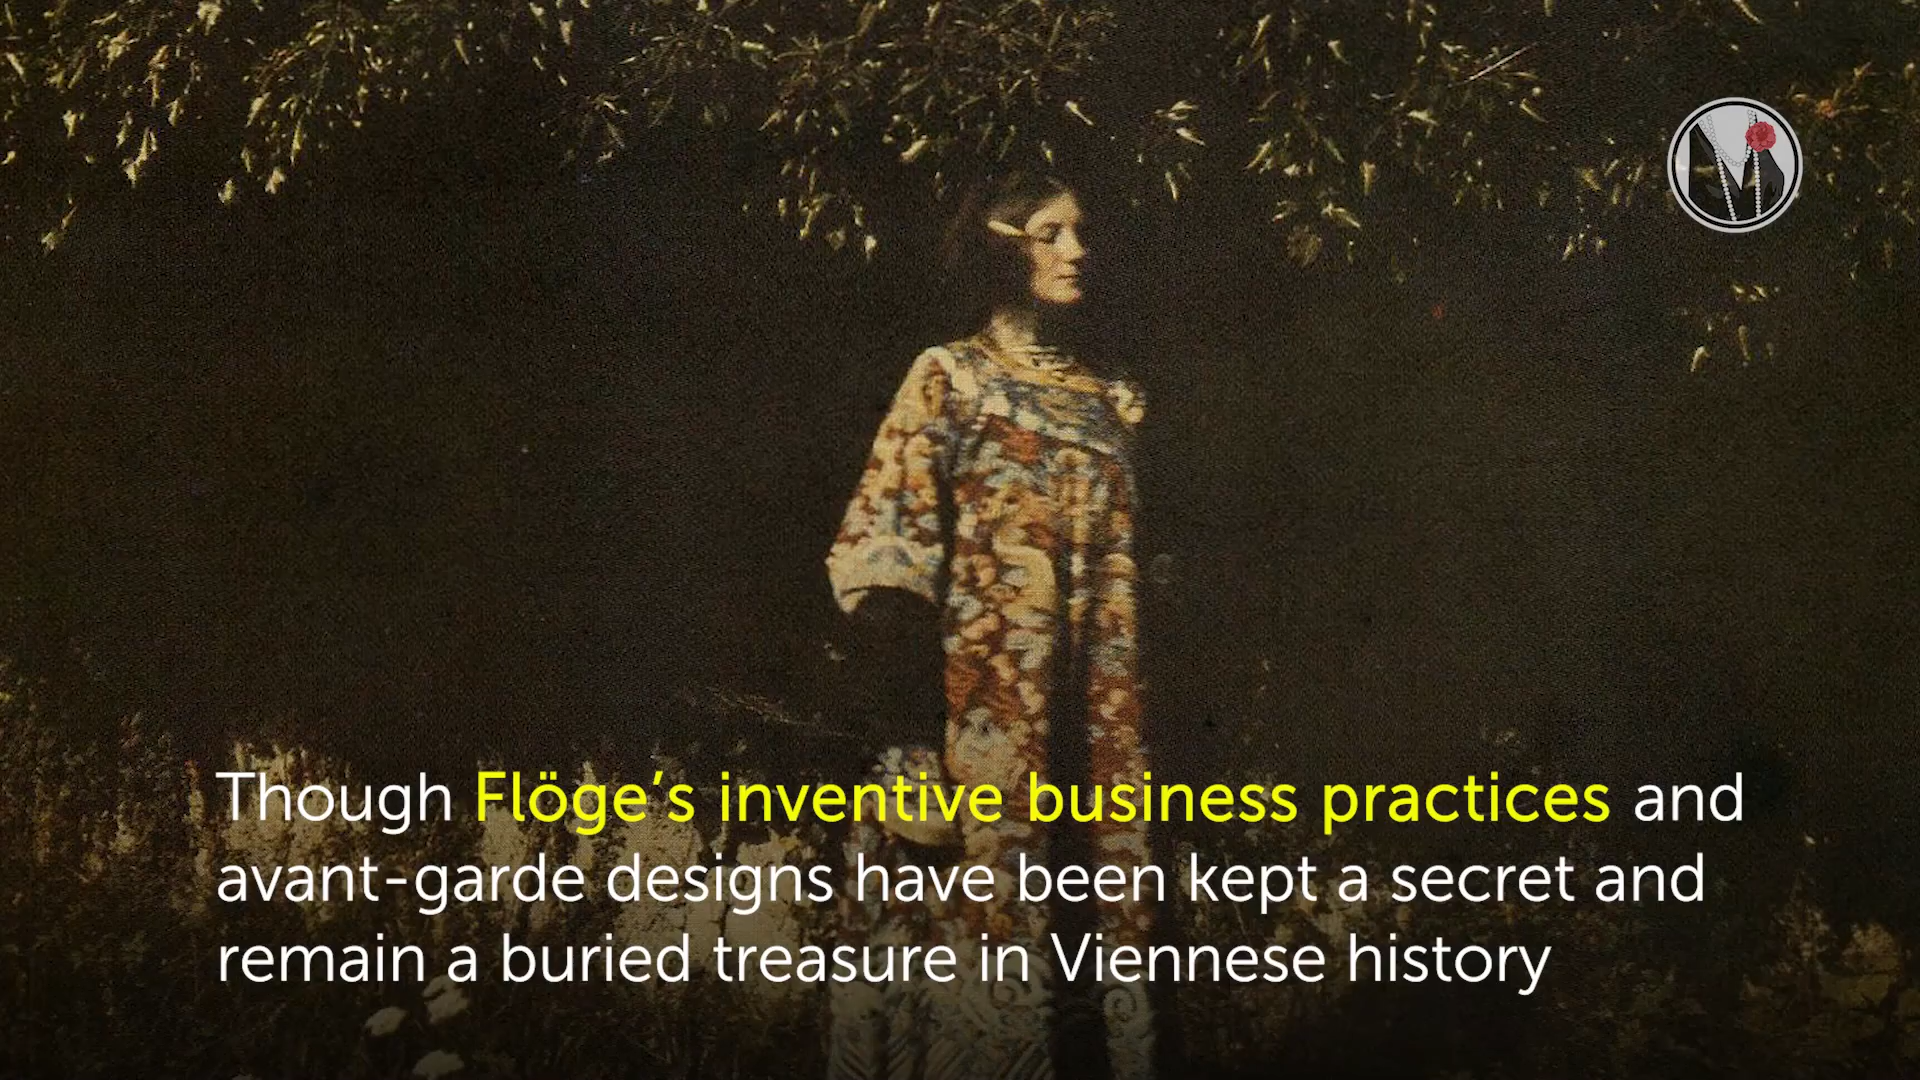 Though Flöge’s inventive business practices and
avant-garde designs have been kept a secret and
remain a buried treasure in Viennese history